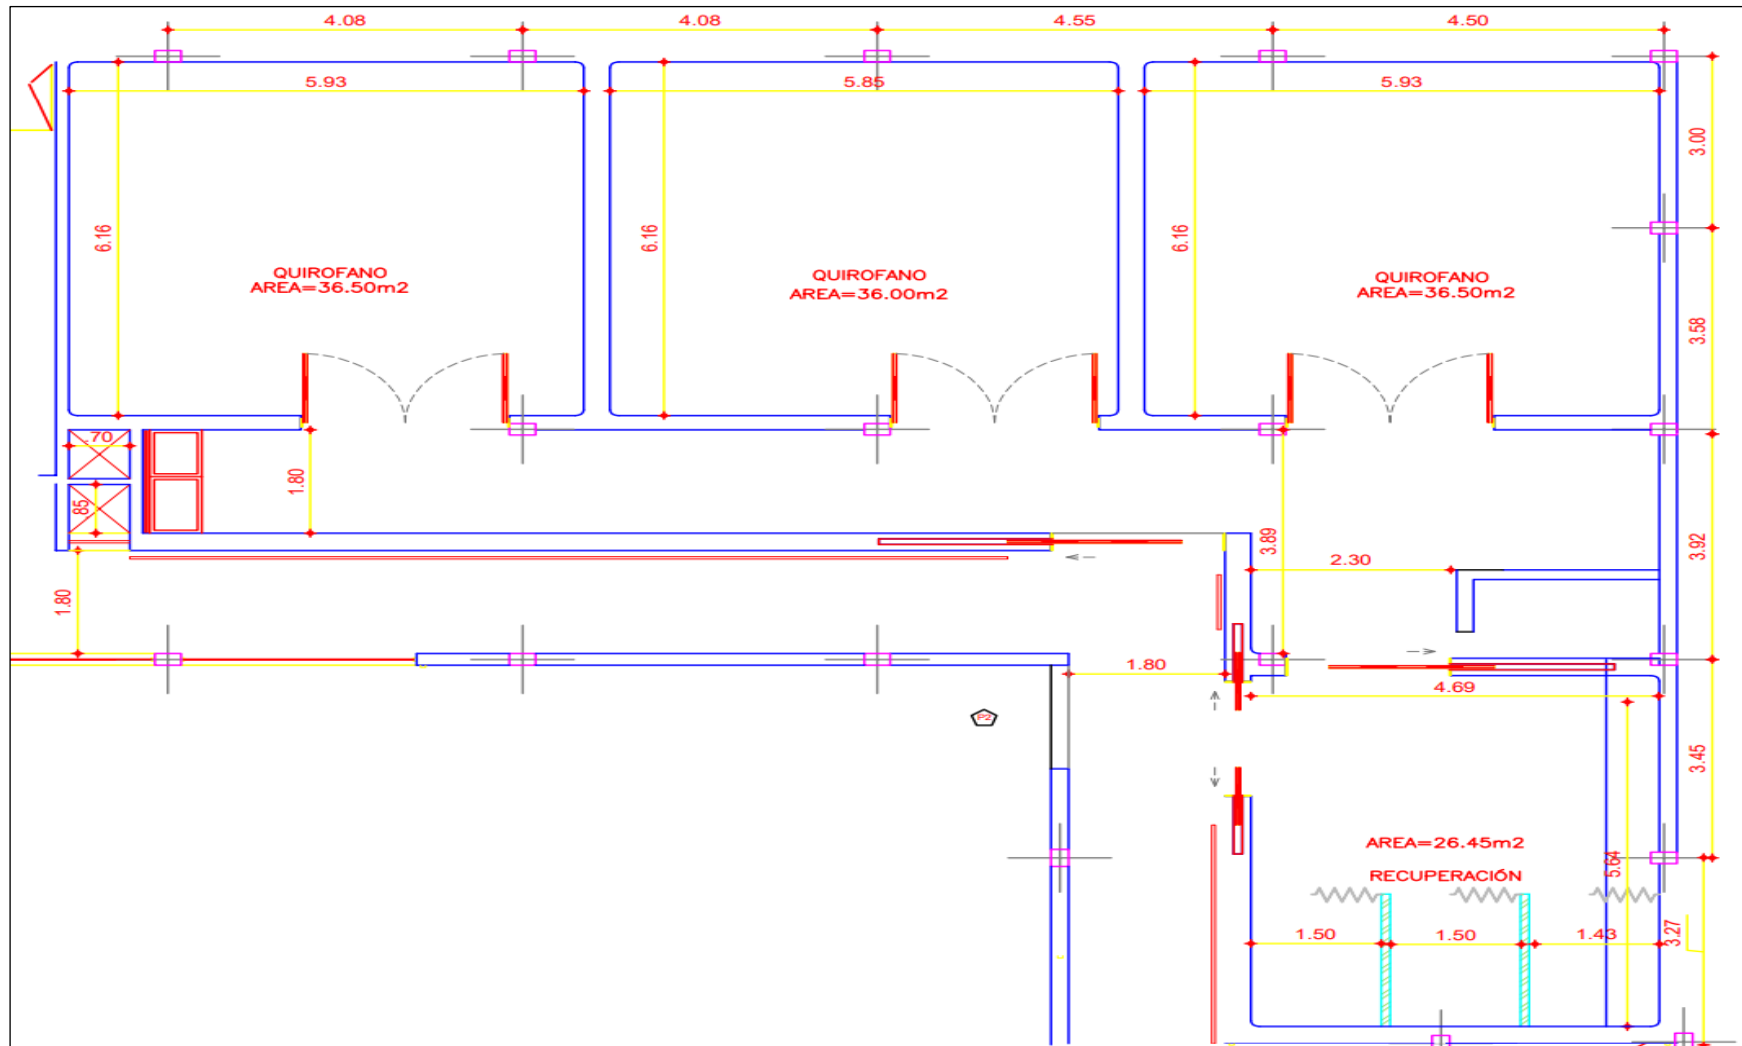 4.08 4.08 4.55 4.50
5.93 5.85 5.93
3.00
6.16 6.16 6.16
QUIROFANO
AREA=36.50m2
QUIROFANO
AREA=36.00m2
QUIROFANO
AREA=36.50m2
3.58
.70
1.80
.85
3.89
3.92
2.30
1.80
1.80
4.69
P2
3.45
AREA=26.45m2
5.64
RECUPERACIÓN
1.50 1.50 1.43
3.27